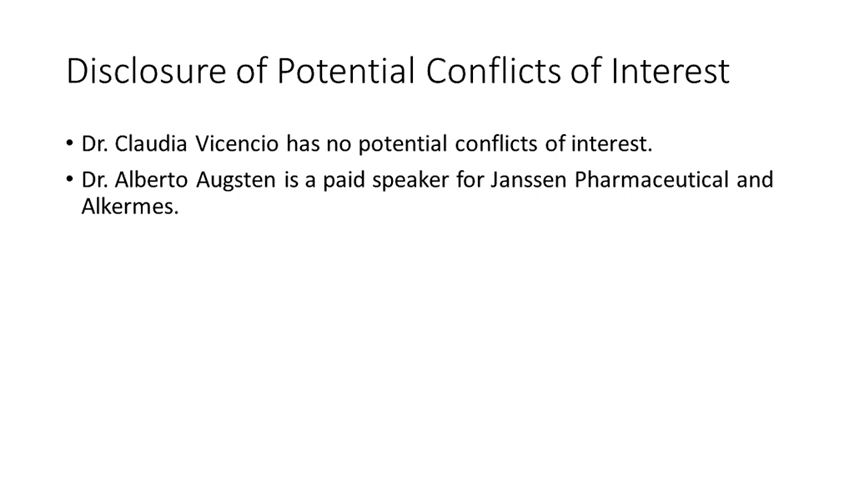 Disclosure of Potential Conflicts of Interest
• Dr. Claudia Vicencio has no potential conflicts of interest.
• Dr. Alberto Augsten is a paid speaker for Janssen Pharmaceutical and
Alkermes.